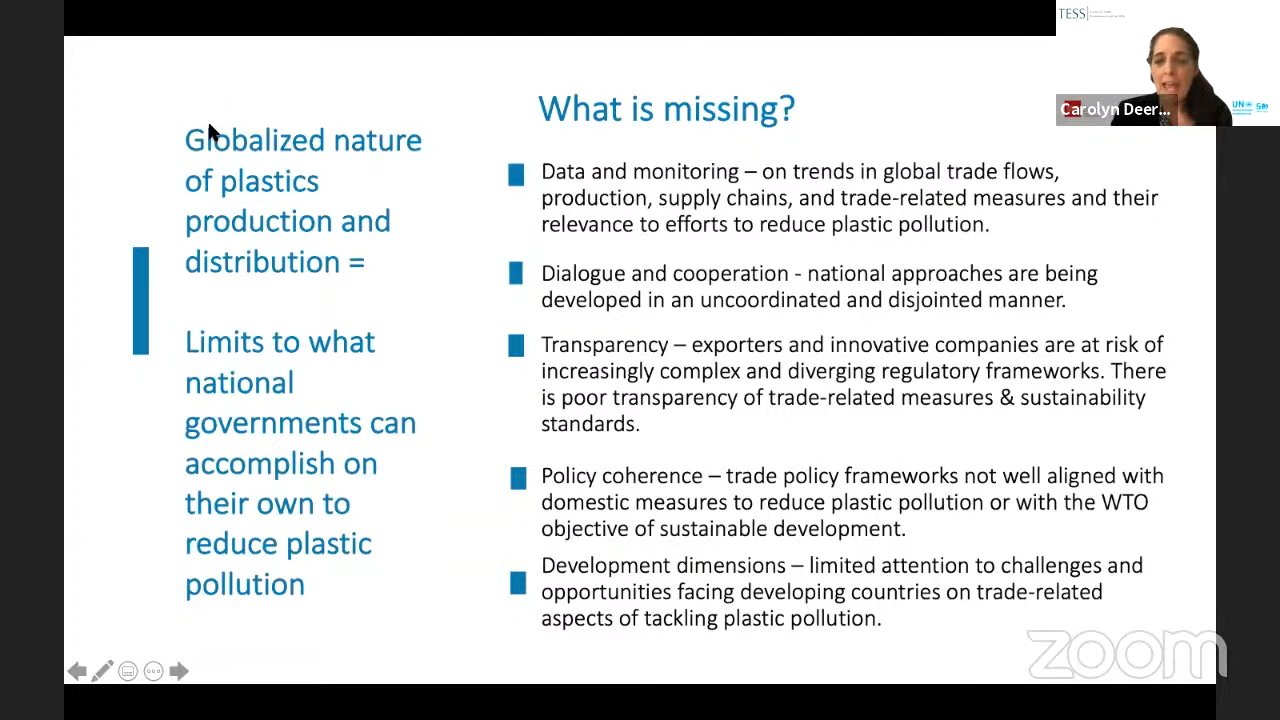 TESS
Carolyn Deer...
UN
Globalized nature
of plastics
production and
distribution =
Limits to what
national
governments can
accomplish on
their own to
reduce plastic
pollution
What is missing?
Data and monitoring – on trends in global trade flows,
production, supply chains, and trade-related measures and their
relevance to efforts to reduce plastic pollution.
Dialogue and cooperation - national approaches are being
developed in an uncoordinated and disjointed manner.
Transparency – exporters and innovative companies are at risk of
increasingly complex and diverging regulatory frameworks. There
is poor transparency of trade-related measures & sustainability
standards.
Policy coherence – trade policy frameworks not well aligned with
domestic measures to reduce plastic pollution or with the WTO
objective of sustainable development.
Development dimensions – limited attention to challenges and
opportunities facing developing countries on trade-related
aspects of tackling plastic pollution.
zoom